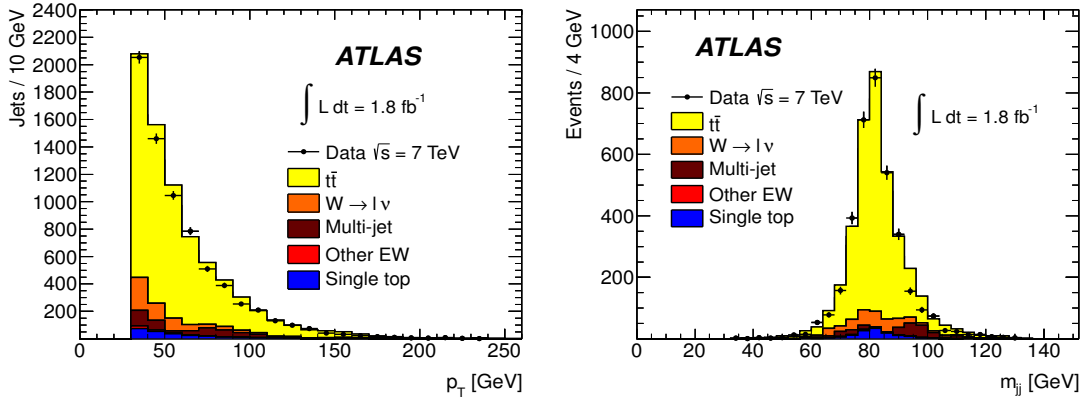 Jets / 10 GeV
2400
2200
2000
1800
1600
1400
1200
1000
800
600
400
200
ATLAS
∫ L dt = 1.8 fb⁻¹
Data √s = 7 TeV
tt̄
W → l ν
Multi-jet
Other EW
Single top
0 50 100 150 200 250
p_T [GeV]
Events / 4 GeV
1000
800
600
400
200
0
ATLAS
Data √s = 7 TeV
∫ L dt = 1.8 fb⁻¹
tt̄
W → l ν
Multi-jet
Other EW
Single top
0 20 40 60 80 100 120 140
m_jj [GeV]